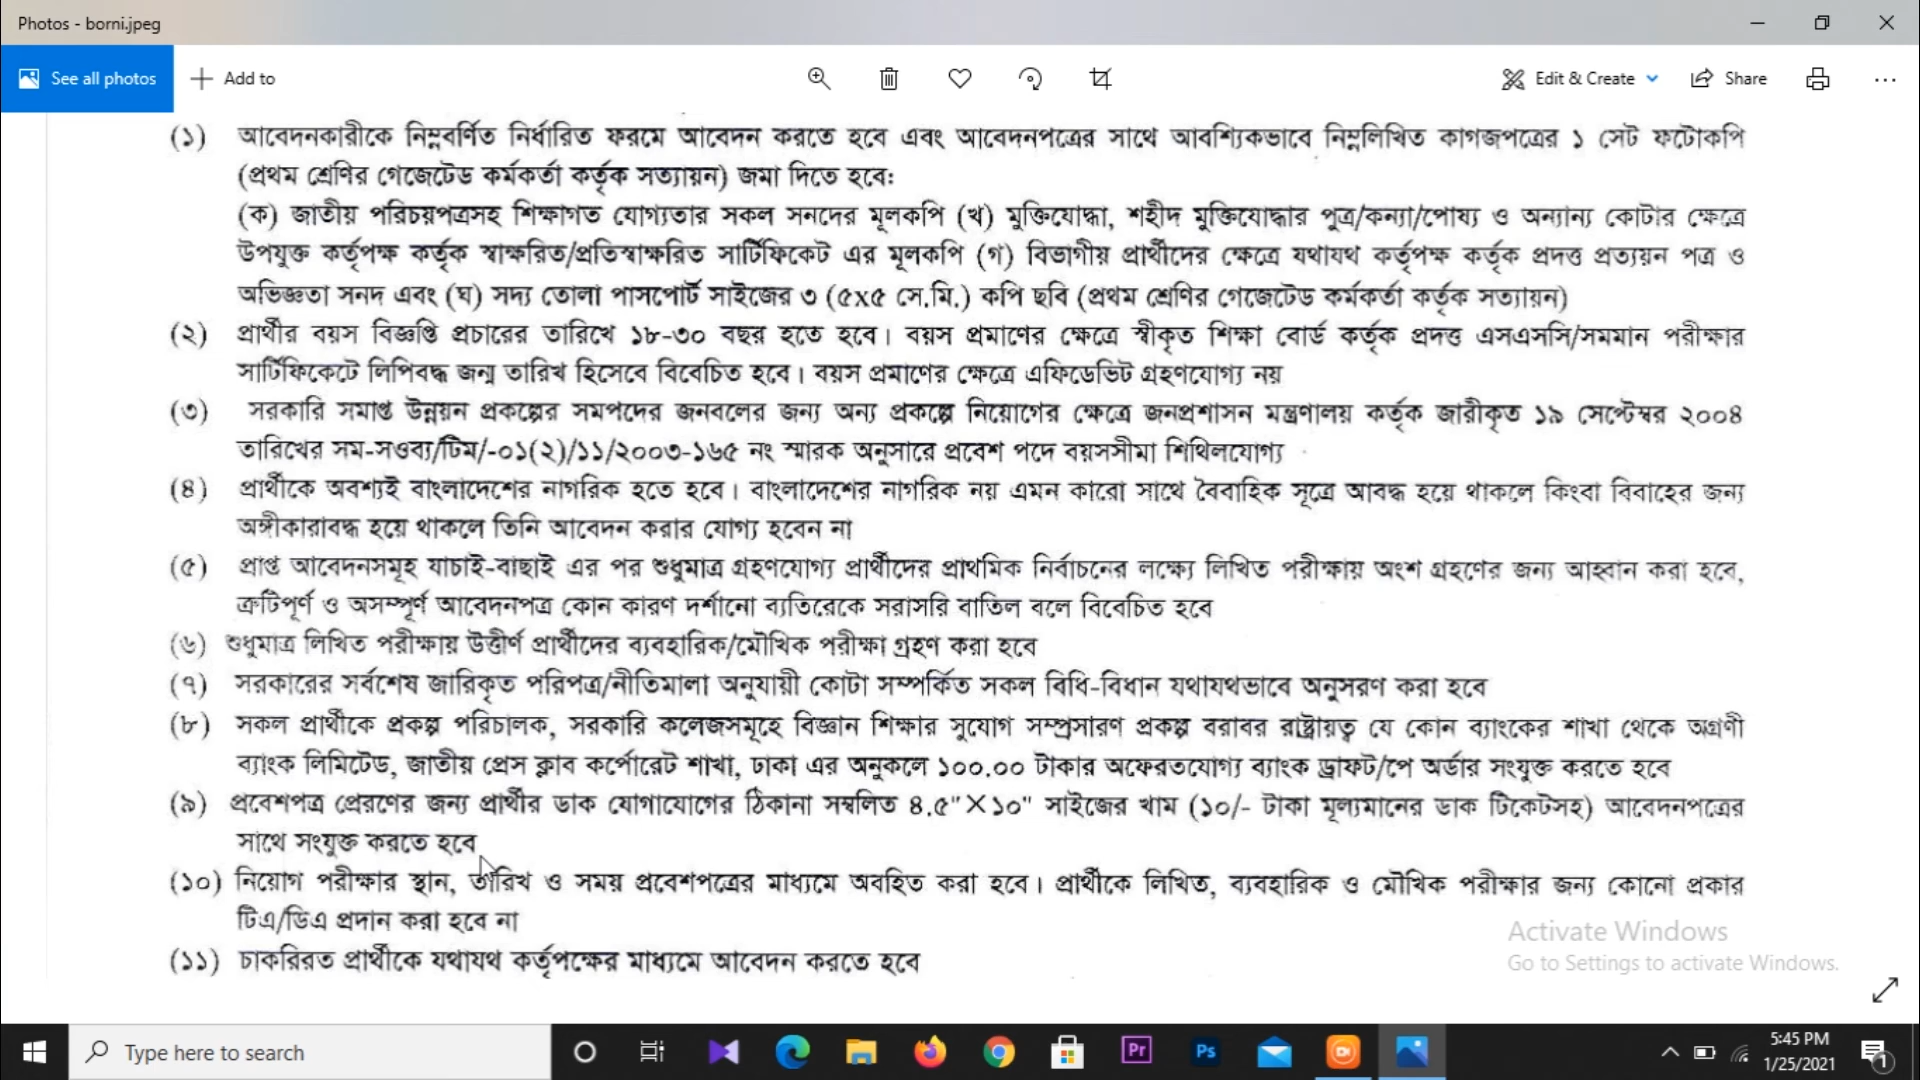 Photos - borni.jpeg
See all photos
Add to
Edit & Create
Share
(১) আবেদনকারীকে নিম্নবর্ণিত নির্ধারিত ফরমে আবেদন করতে হবে এবং আবেদনপত্রের সাথে আবশ্যিকভাবে নিম্নলিখিত কাগজপত্রের ১ সেট ফটোকপি
(প্রথম শ্রেণির গেজেটেড কর্মকর্তা কর্তৃক সত্যায়ন) জমা দিতে হবেঃ
(ক) জাতীয় পরিচয়পত্রসহ শিক্ষাগত যোগ্যতার সকল সনদের মূলকপি (খ) মুক্তিযোদ্ধা, শহীদ মুক্তিযোদ্ধার পুত্র/কন্যা/পোষ্য ও অন্যান্য কোটার ক্ষেত্রে
উপযুক্ত কর্তৃপক্ষ কর্তৃক স্বাক্ষরিত/প্রতিস্বাক্ষরিত সার্টিফিকেট এর মূলকপি (গ) বিভাগীয় প্রার্থীদের ক্ষেত্রে যথাযথ কর্তৃপক্ষ কর্তৃক প্রদত্ত প্রত্যয়ন পত্র ও
অভিজ্ঞতা সনদ এবং (ঘ) সদ্য তোলা পাসপোর্ট সাইজের ৩ (৫x৫ সে.মি.) কপি ছবি (প্রথম শ্রেণির গেজেটেড কর্মকর্তা কর্তৃক সত্যায়ন)
(২) প্রার্থীর বয়স বিজ্ঞপ্তি প্রচারের তারিখে ১৮-৩০ বছর হতে হবে। বয়স প্রমাণের ক্ষেত্রে স্বীকৃত শিক্ষা বোর্ড কর্তৃক প্রদত্ত এসএসসি/সমমান পরীক্ষার
সার্টিফিকেটে লিপিবদ্ধ জন্ম তারিখ হিসেবে বিবেচিত হবে। বয়স প্রমাণের ক্ষেত্রে এফিডেভিট গ্রহণযোগ্য নয়
(৩) সরকারি সমাপ্ত উন্নয়ন প্রকল্পের সমপদের জনবলের জন্য অন্য প্রকল্পে নিয়োগের ক্ষেত্রে জনপ্রশাসন মন্ত্রণালয় কর্তৃক জারীকৃত ১৯ সেপ্টেম্বর ২০০৪
তারিখের সম-সওব্য/টিম/-০১(২)/১১/২০০৩-১৬৫ নং স্মারক অনুসারে প্রবেশ পদে বয়সসীমা শিথিলযোগ্য
(৪) প্রার্থীকে অবশ্যই বাংলাদেশের নাগরিক হতে হবে। বাংলাদেশের নাগরিক নয় এমন কারো সাথে বৈবাহিক সূত্রে আবদ্ধ হয়ে থাকলে কিংবা বিবাহের জন্য
অঙ্গীকারাবদ্ধ হয়ে থাকলে তিনি আবেদন করার যোগ্য হবেন না
(৫) প্রাপ্ত আবেদনসমূহ যাচাই-বাছাই এর পর শুধুমাত্র গ্রহণযোগ্য প্রার্থীদের প্রাথমিক নির্বাচনের লক্ষ্যে লিখিত পরীক্ষায় অংশ গ্রহণের জন্য আহ্বান করা হবে,
ত্রুটিপূর্ণ ও অসম্পূর্ণ আবেদনপত্র কোন কারণ দর্শানো ব্যতিরেকে সরাসরি বাতিল বলে বিবেচিত হবে
(৬) শুধুমাত্র লিখিত পরীক্ষায় উত্তীর্ণ প্রার্থীদের ব্যবহারিক/মৌখিক পরীক্ষা গ্রহণ করা হবে
(৭) সরকারের সর্বশেষ জারিকৃত পরিপত্র/নীতিমালা অনুযায়ী কোটা সম্পর্কিত সকল বিধি-বিধান যথাযথভাবে অনুসরণ করা হবে
(৮) সকল প্রার্থীকে প্রকল্প পরিচালক, সরকারি কলেজসমূহে বিজ্ঞান শিক্ষার সুযোগ সম্প্রসারণ প্রকল্প বরাবর রাষ্ট্রায়ত্ব যে কোন ব্যাংকের শাখা থেকে অগ্রণী
ব্যাংক লিমিটেড, জাতীয় প্রেস ক্লাব কর্পোরেট শাখা, ঢাকা এর অনুকূলে ১০০.০০ টাকার অফেরতযোগ্য ব্যাংক ড্রাফট/পে অর্ডার সংযুক্ত করতে হবে
(৯) প্রবেশপত্র প্রেরণের জন্য প্রার্থীর ডাক যোগাযোগের ঠিকানা সম্বলিত ৪.৫"×১০" সাইজের খাম (১০/- টাকা মূল্যমানের ডাক টিকেটসহ) আবেদনপত্রের
সাথে সংযুক্ত করতে হবে
(১০) নিয়োগ পরীক্ষার স্থান, তারিখ ও সময় প্রবেশপত্রের মাধ্যমে অবহিত করা হবে। প্রার্থীকে লিখিত, ব্যবহারিক ও মৌখিক পরীক্ষার জন্য কোনো প্রকার
টিএ/ডিএ প্রদান করা হবে না
(১১) চাকরিরত প্রার্থীকে যথাযথ কর্তৃপক্ষের মাধ্যমে আবেদন করতে হবে
Activate Windows
Go to Settings to activate Windows.
Type here to search
Pr
Ps
5:45 PM
1/25/2021
1